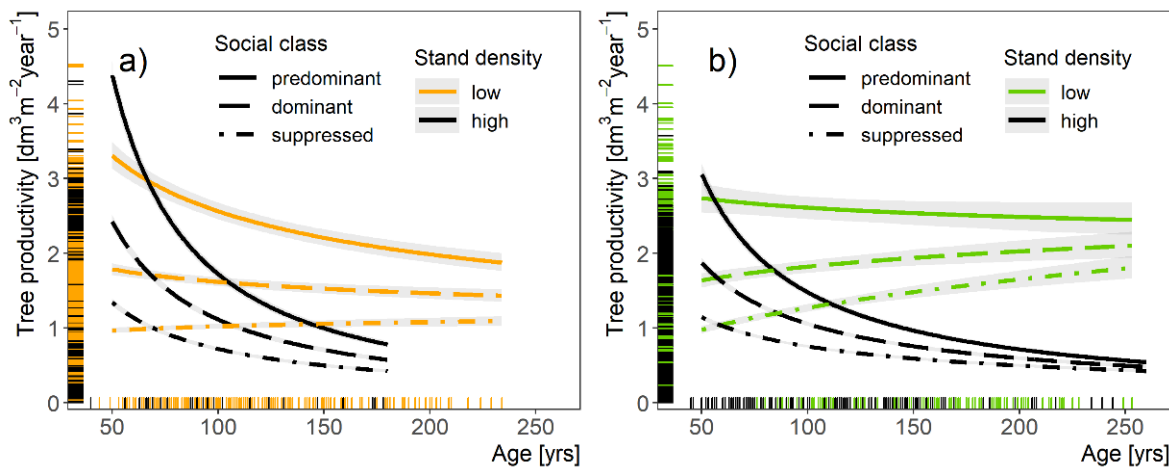 a)
Social class
predominant
dominant
suppressed
Stand density
low
high
Tree productivity [dm³m⁻²year⁻¹]
5
4
3
2
1
0
50 100 150 200 250
Age [yrs]
b)
Social class
predominant
dominant
suppressed
Stand density
low
high
Tree productivity [dm³m⁻²year⁻¹]
5
4
3
2
1
0
50 100 150 200 250
Age [yrs]